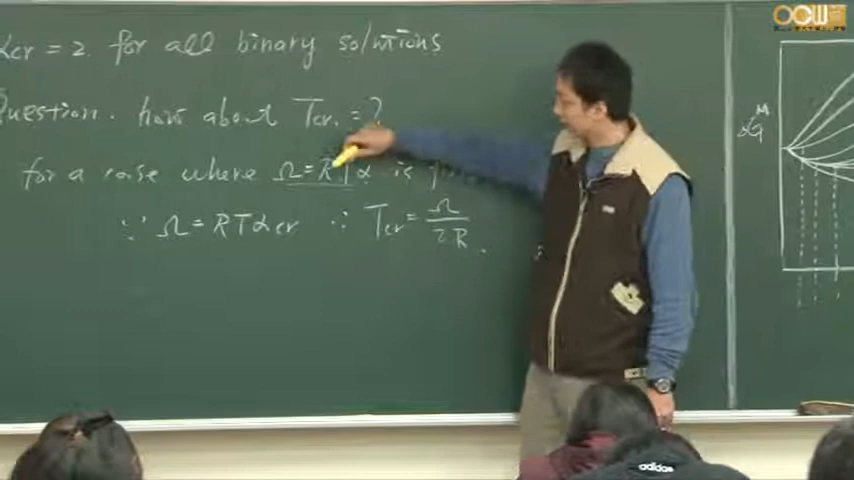 αcr = 2 for all binary solutions
Question. how about Tcr. = ?
for a case where Ω = RTα is
∵ Ω = RTαcr ∴ Tcr = Ω/2R.
ΔG^M
OCW
adidas